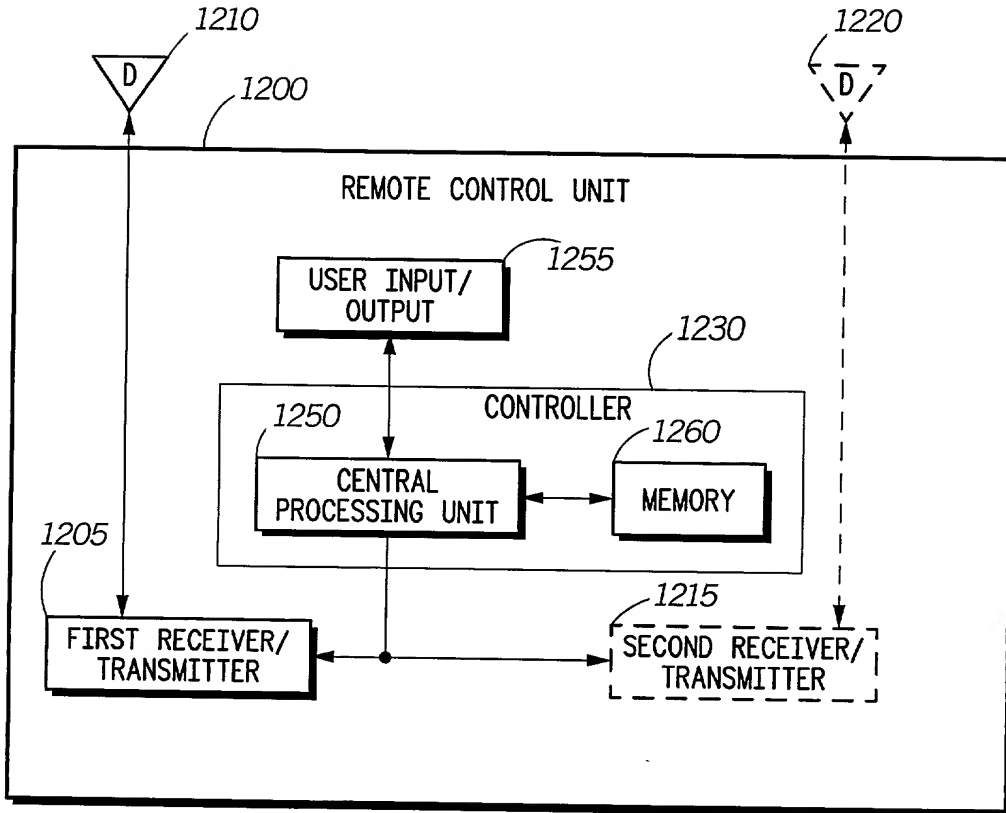 1210
D
1220
D
1200
REMOTE CONTROL UNIT
1255
USER INPUT/
OUTPUT
1230
CONTROLLER
1250
CENTRAL
PROCESSING UNIT
1260
MEMORY
1205
FIRST RECEIVER/
TRANSMITTER
1215
SECOND RECEIVER/
TRANSMITTER